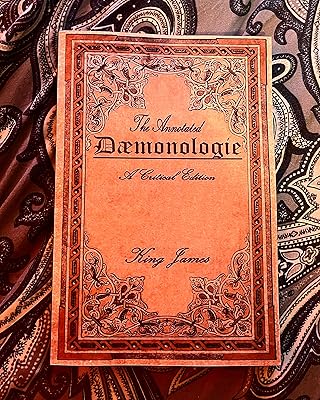 The Annotated
Dæmonologie
A Critical Edition
King James